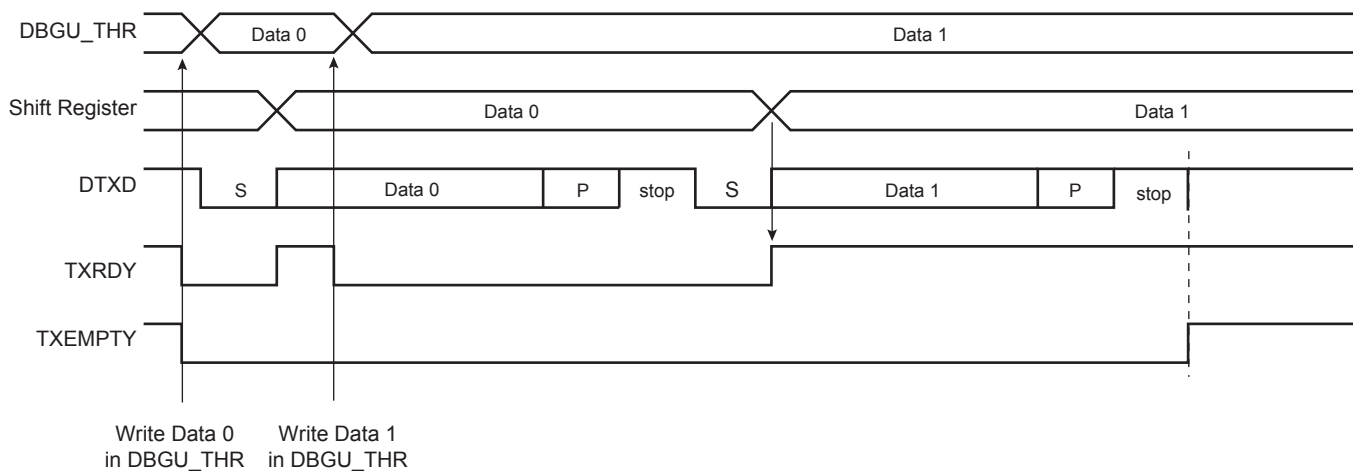 DBGU_THR Data 0 Data 1
Shift Register Data 0 Data 1
DTXD S Data 0 P stop S Data 1 P stop
TXRDY
TXEMPTY
Write Data 0 Write Data 1
in DBGU_THR in DBGU_THR